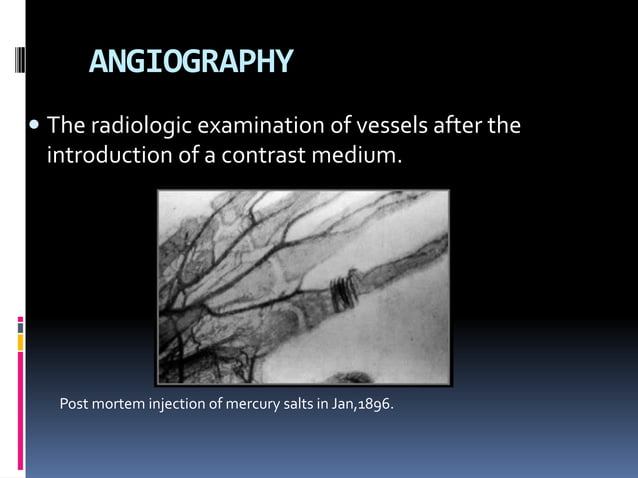 ANGIOGRAPHY
• The radiologic examination of vessels after the
introduction of a contrast medium.
Post mortem injection of mercury salts in Jan,1896.